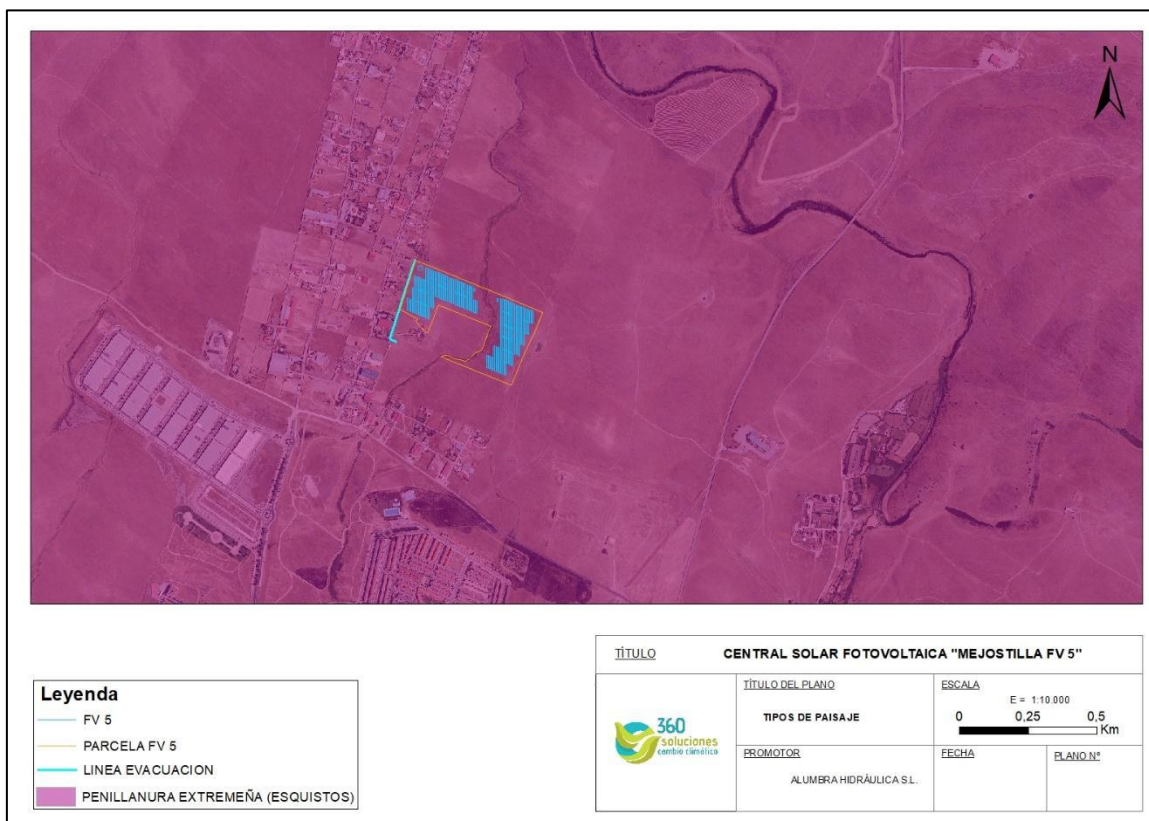 N
TÍTULO
CENTRAL SOLAR FOTOVOLTAICA "MEJOSTILLA FV 5"
TÍTULO DEL PLANO
TIPOS DE PAISAJE
ESCALA
E = 1:10.000
0 0,25 0,5
Km
360
soluciones
cambio climático
PROMOTOR
ALUMBRA HIDRÁULICA S.L.
FECHA
PLANO Nº
Leyenda
FV 5
PARCELA FV 5
LINEA EVACUACION
PENILLANURA EXTREMEÑA (ESQUISTOS)